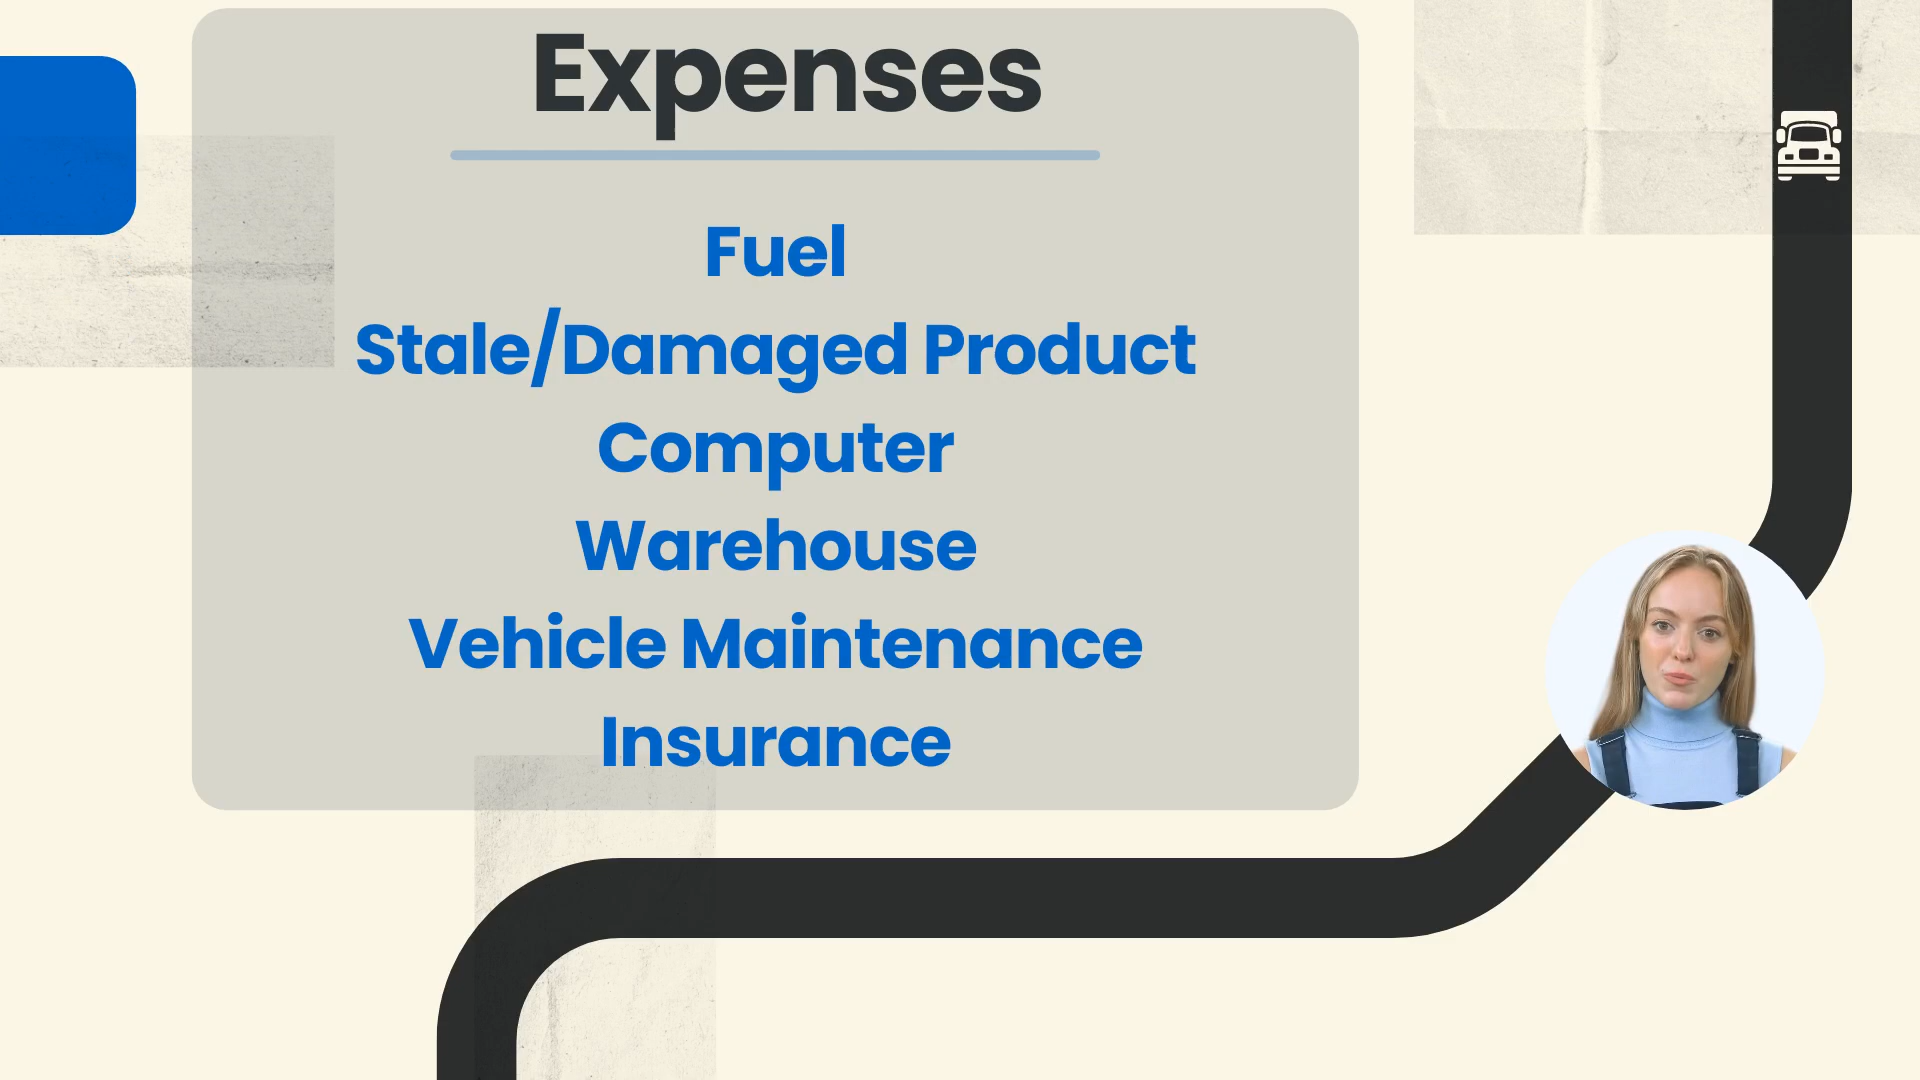 Expenses
Fuel
Stale/Damaged Product
Computer
Warehouse
Vehicle Maintenance
Insurance